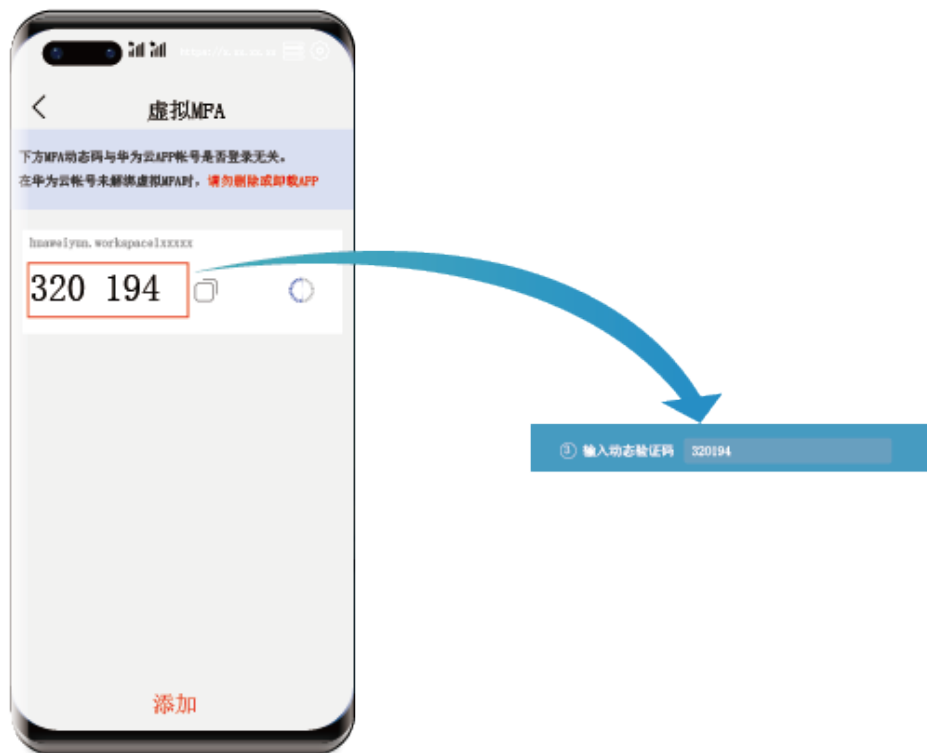 虚拟MFA
下方MFA动态码与华为云APP帐号是否登录无关。
在华为云帐号未解绑虚拟MFA时，请勿删除或卸载APP
huaweiyun.workspacelxxxxx
320 194
③ 输入动态验证码 320194
添加